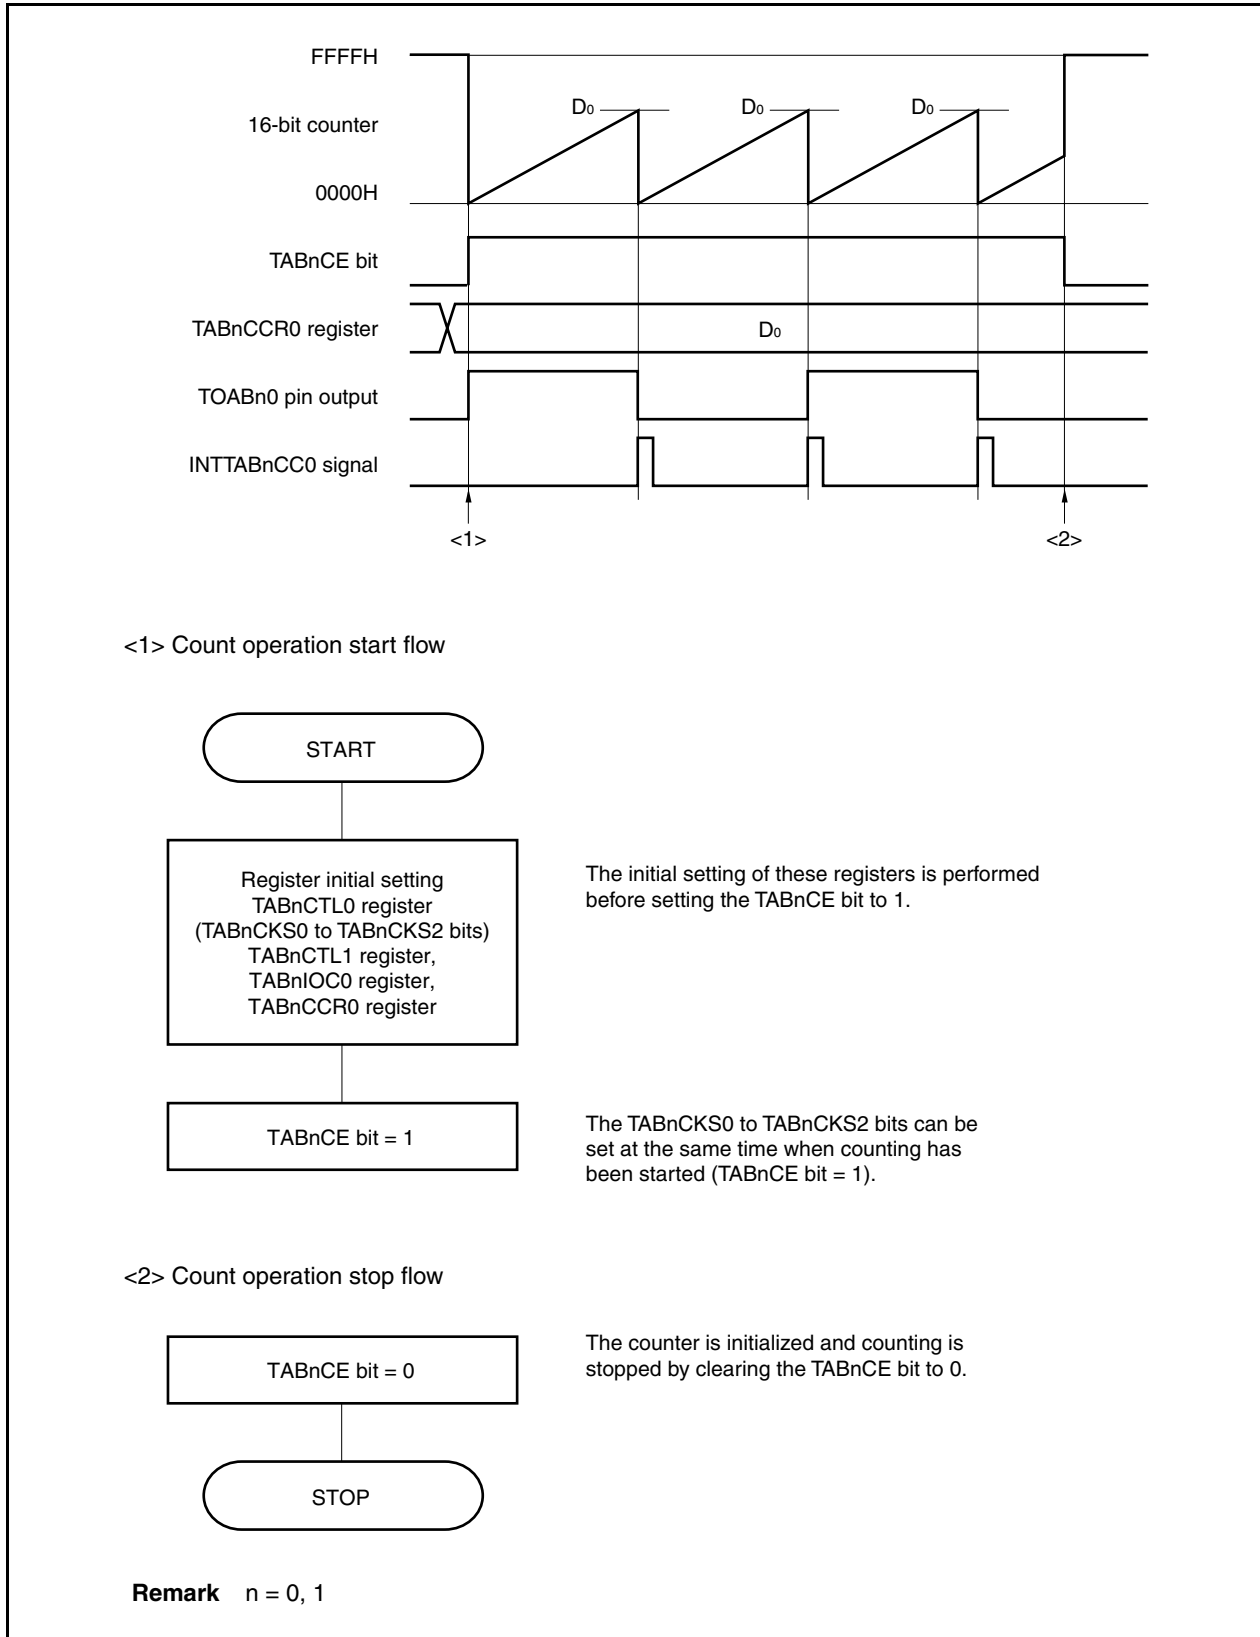 FFFFH
D0 D0 D0
16-bit counter
0000H
TABnCE bit
TABnCCR0 register
D0
TOABn0 pin output
INTTABnCC0 signal
<1> <2>
<1> Count operation start flow
START
Register initial setting
TABnCTL0 register
(TABnCKS0 to TABnCKS2 bits)
TABnCTL1 register,
TABnIOC0 register,
TABnCCR0 register
The initial setting of these registers is performed
before setting the TABnCE bit to 1.
TABnCE bit = 1
The TABnCKS0 to TABnCKS2 bits can be
set at the same time when counting has
been started (TABnCE bit = 1).
<2> Count operation stop flow
TABnCE bit = 0
The counter is initialized and counting is
stopped by clearing the TABnCE bit to 0.
STOP
Remark n = 0, 1